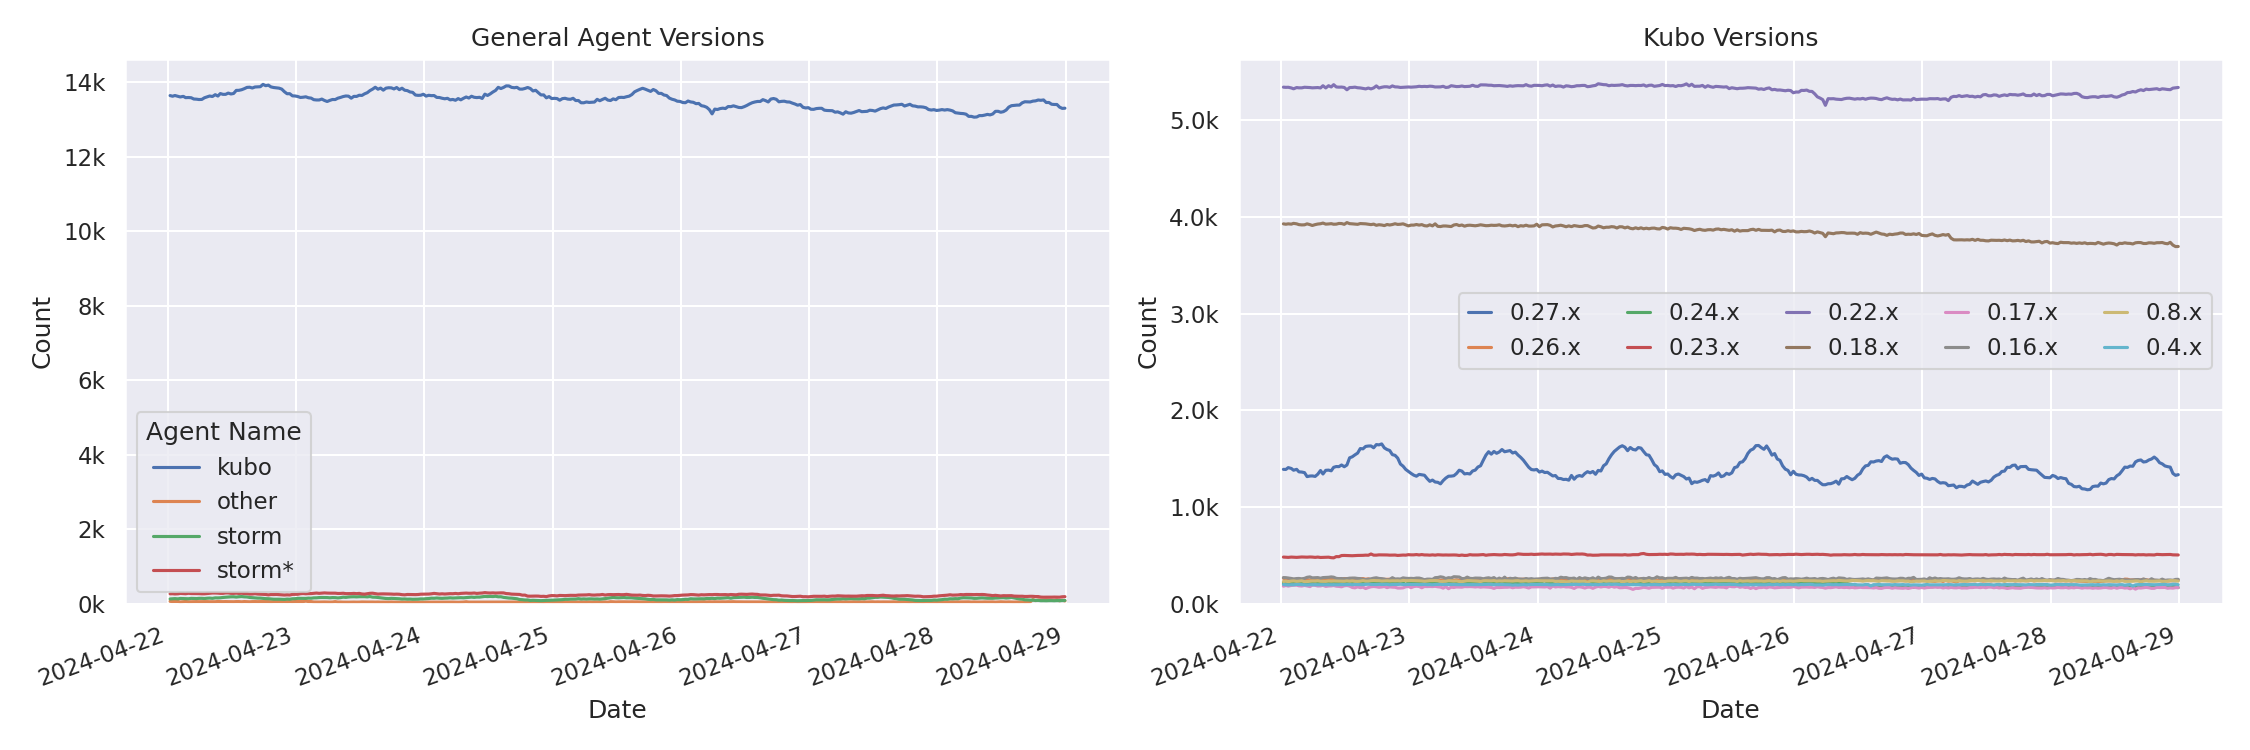 General Agent Versions
14k
12k
10k
8k
6k
4k
2k
0k
Count
Agent Name
kubo
other
storm
storm*
2024-04-22
2024-04-23
2024-04-24
2024-04-25
2024-04-26
2024-04-27
2024-04-28
2024-04-29
Date
Kubo Versions
5.0k
4.0k
3.0k
2.0k
1.0k
0.0k
Count
0.27.x 0.24.x 0.22.x 0.17.x 0.8.x
0.26.x 0.23.x 0.18.x 0.16.x 0.4.x
2024-04-22
2024-04-23
2024-04-24
2024-04-25
2024-04-26
2024-04-27
2024-04-28
2024-04-29
Date